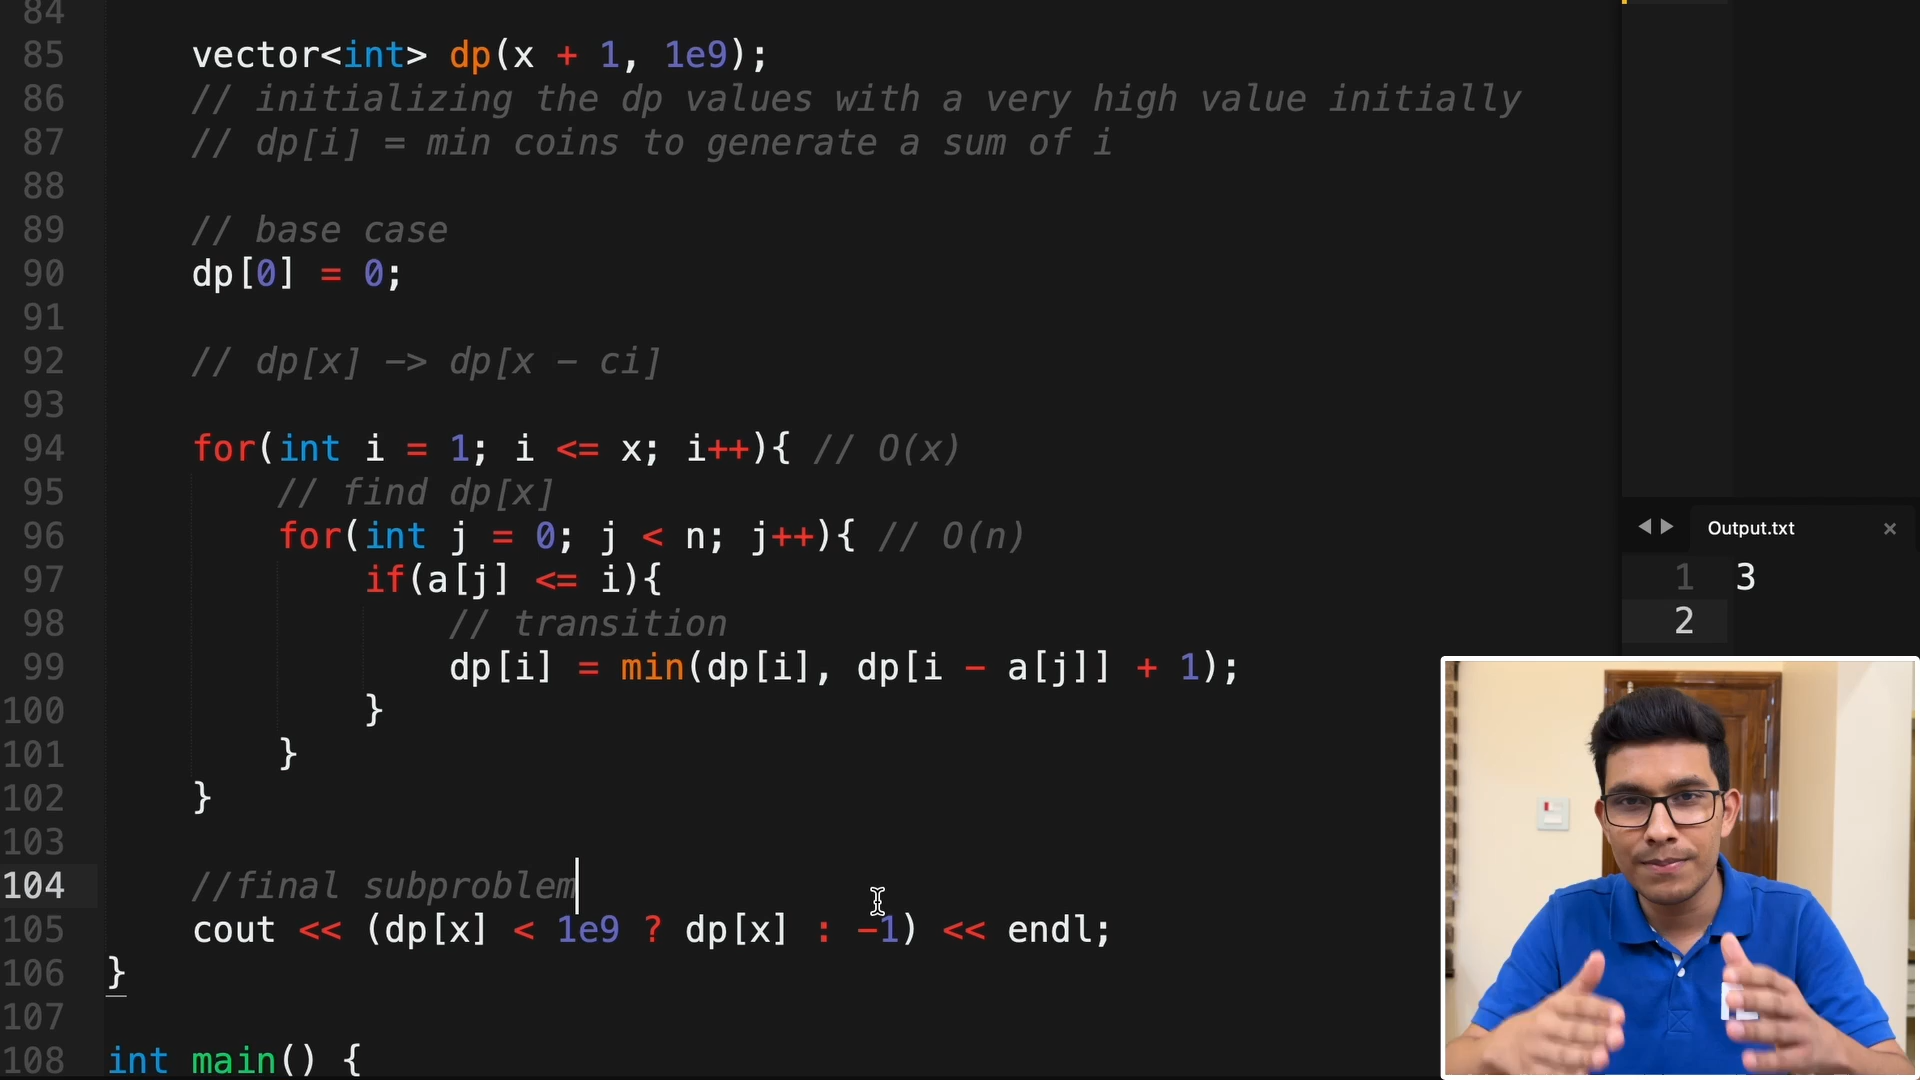 84
85 vector<int> dp(x + 1, 1e9);
86 // initializing the dp values with a very high value initially
87 // dp[i] = min coins to generate a sum of i
88
89 // base case
90 dp[0] = 0;
91
92 // dp[x] -> dp[x - ci]
93
94 for(int i = 1; i <= x; i++){ // O(x)
95 // find dp[x]
96 for(int j = 0; j < n; j++){ // O(n)
97 if(a[j] <= i){
98 // transition
99 dp[i] = min(dp[i], dp[i - a[j]] + 1);
100 }
101 }
102 }
103
104 //final subproblem
105 cout << (dp[x] < 1e9 ? dp[x] : -1) << endl;
106 }
107
108 int main() {
Output.txt
1 3
2